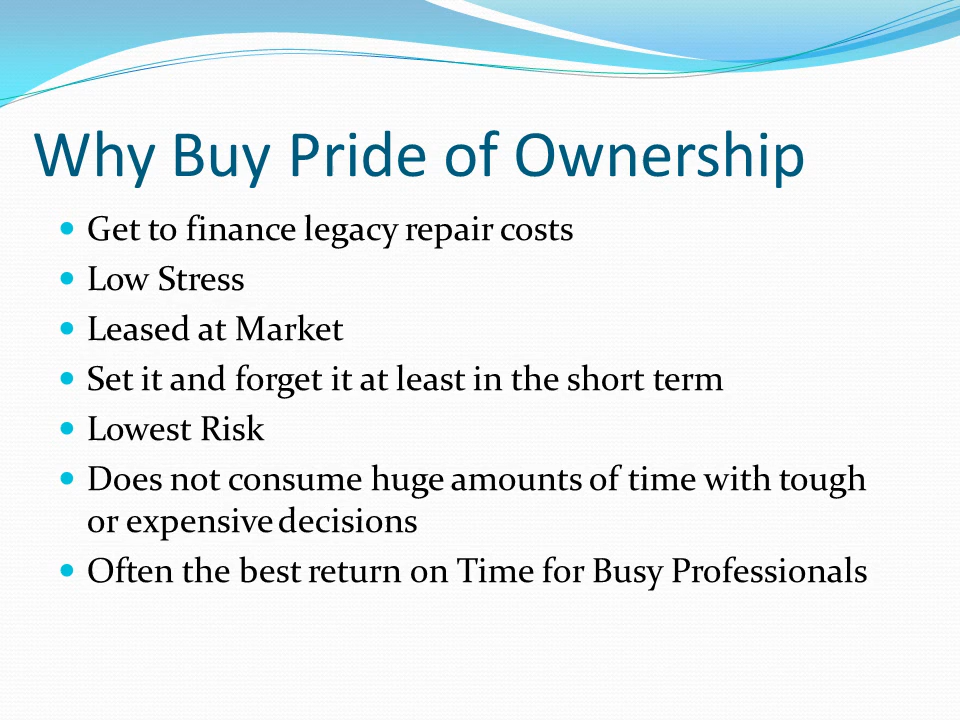 Why Buy Pride of Ownership
Get to finance legacy repair costs
Low Stress
Leased at Market
Set it and forget it at least in the short term
Lowest Risk
Does not consume huge amounts of time with tough
or expensive decisions
Often the best return on Time for Busy Professionals